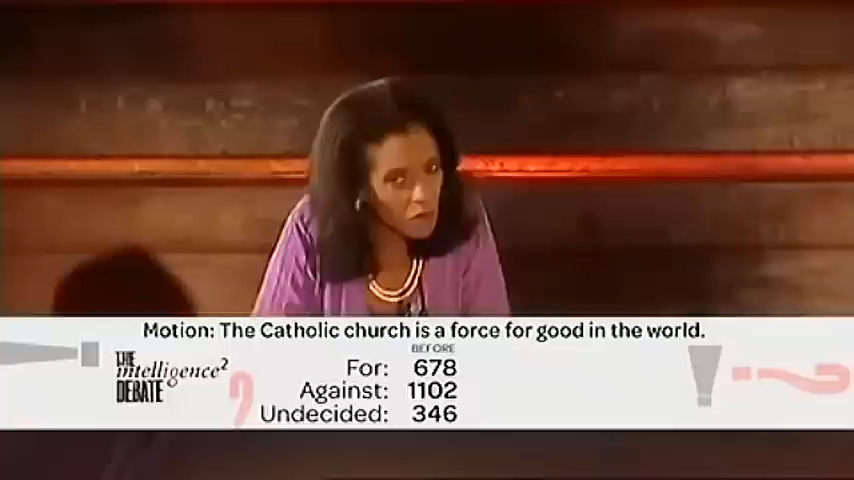 Motion: The Catholic church is a force for good in the world.
BEFORE
THE intelligence² DEBATE
For: 678
Against: 1102
Undecided: 346